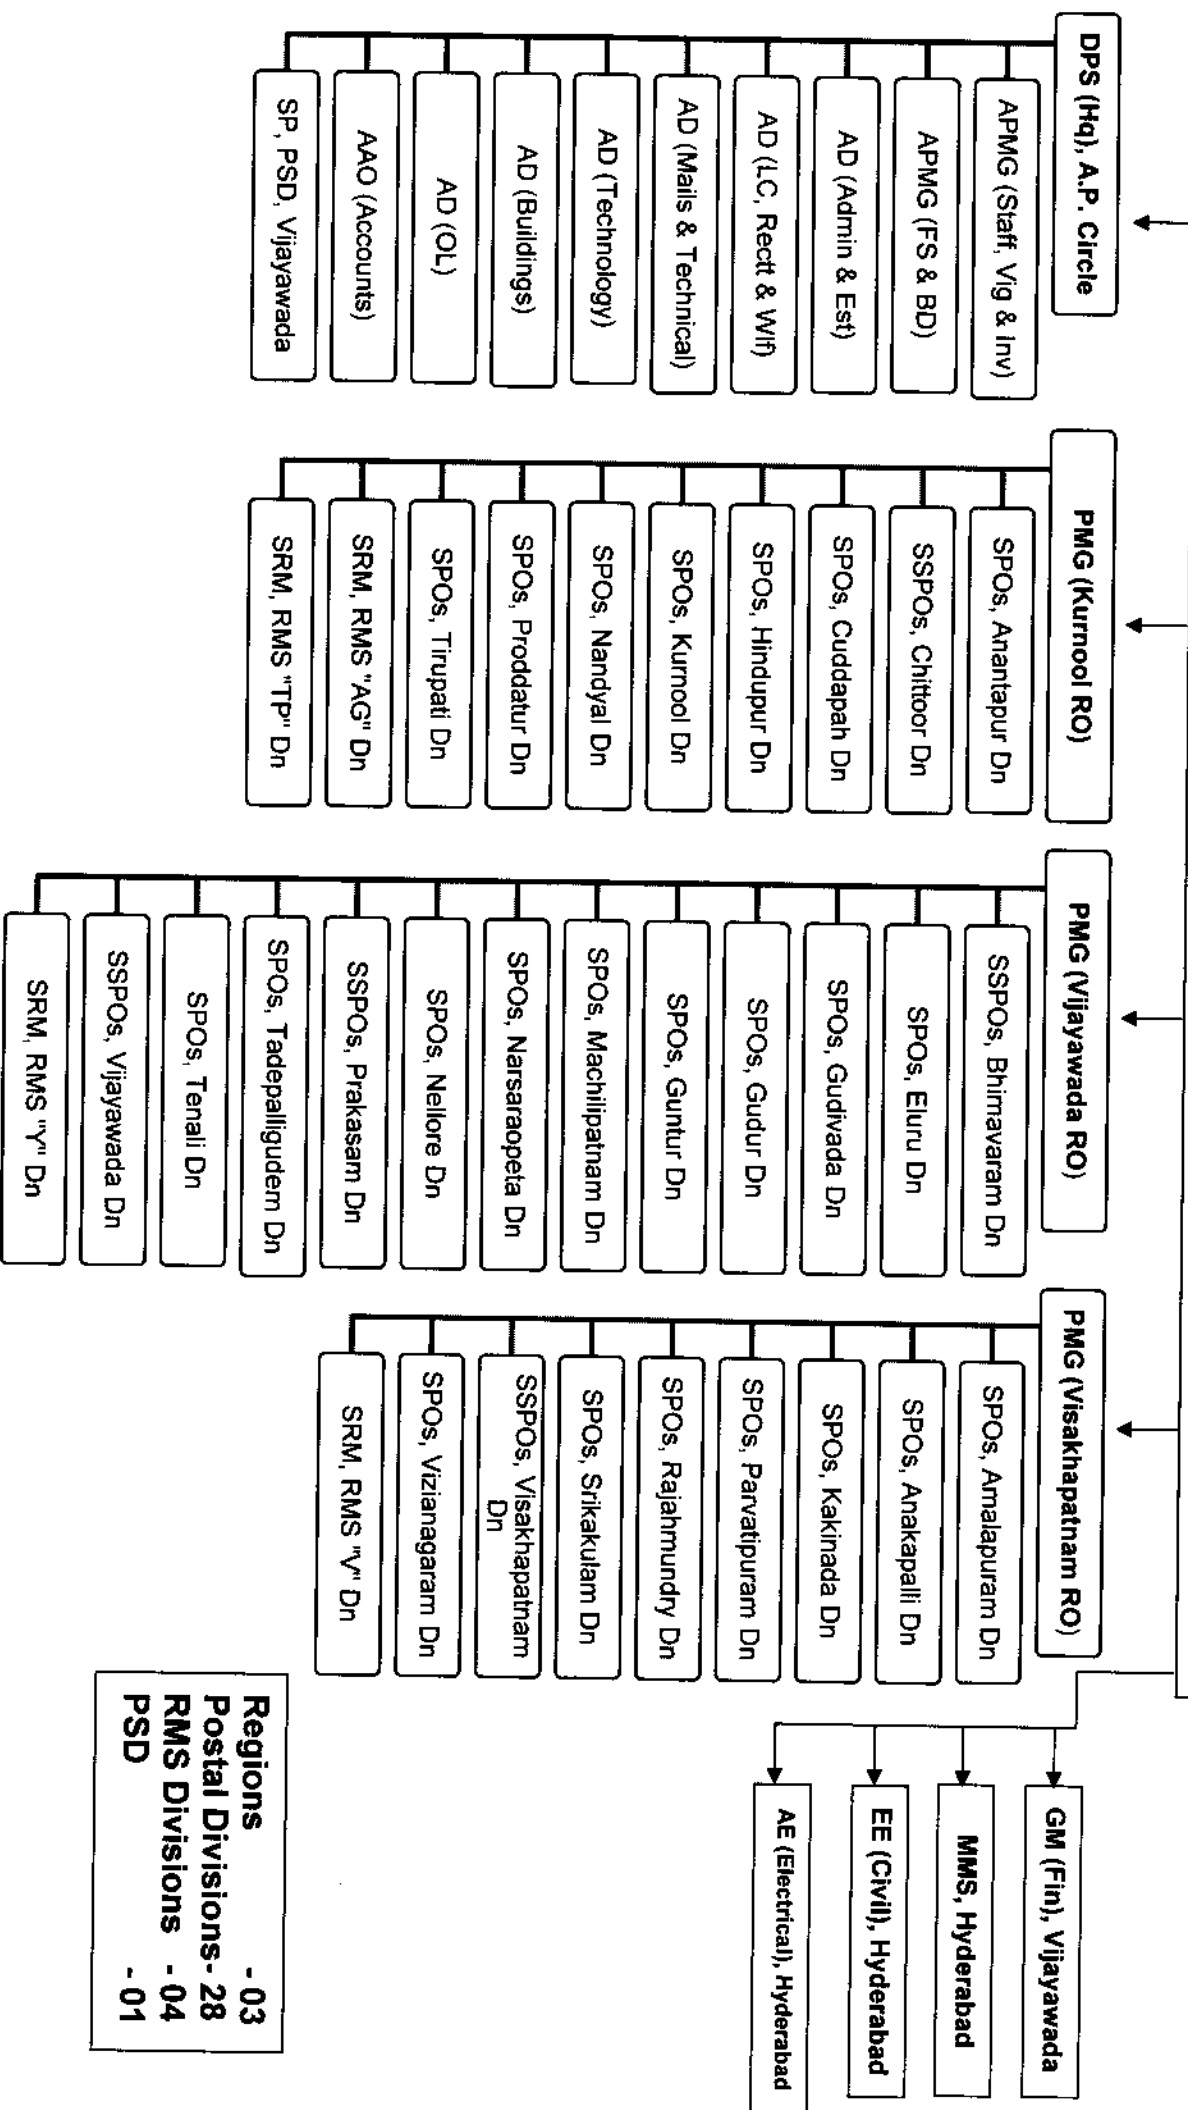 DPS (Hq), A.P. Circle
APMG (Staff, Vig & Inv)
APMG (FS & BD)
AD (Admin & Est)
AD (LC, Rectt & Wlf)
AD (Mails & Technical)
AD (Technology)
AD (Buildings)
AD (OL)
AAO (Accounts)
SP, PSD, Vijayawada
PMG (Kurnool RO)
SPOs, Anantapur Dn
SSPOs, Chittoor Dn
SPOs, Cuddapah Dn
SPOs, Hindupur Dn
SPOs, Kurnool Dn
SPOs, Nandyal Dn
SPOs, Proddatur Dn
SPOs, Tirupati Dn
SRM, RMS "AG" Dn
SRM, RMS "TP" Dn
PMG (Vijayawada RO)
SSPOs, Bhimavaram Dn
SPOs, Eluru Dn
SPOs, Gudivada Dn
SPOs, Gudur Dn
SPOs, Guntur Dn
SPOs, Machilipatnam Dn
SPOs, Narsaraopeta Dn
SPOs, Nellore Dn
SSPOs, Prakasam Dn
SPOs, Tadepalligudem Dn
SPOs, Tenali Dn
SSPOs, Vijayawada Dn
SRM, RMS "Y" Dn
PMG (Visakhapatnam RO)
SPOs, Amalapuram Dn
SPOs, Anakapalli Dn
SPOs, Kakinada Dn
SPOs, Parvatipuram Dn
SPOs, Rajahmundry Dn
SPOs, Srikakulam Dn
SSPOs, Visakhapatnam
Dn
SPOs, Vizianagaram Dn
SRM, RMS "V" Dn
GM (Fin), Vijayawada
MMS, Hyderabad
EE (Civil), Hyderabad
AE (Electrical), Hyderabad
Regions - 03
Postal Divisions- 28
RMS Divisions - 04
PSD - 01